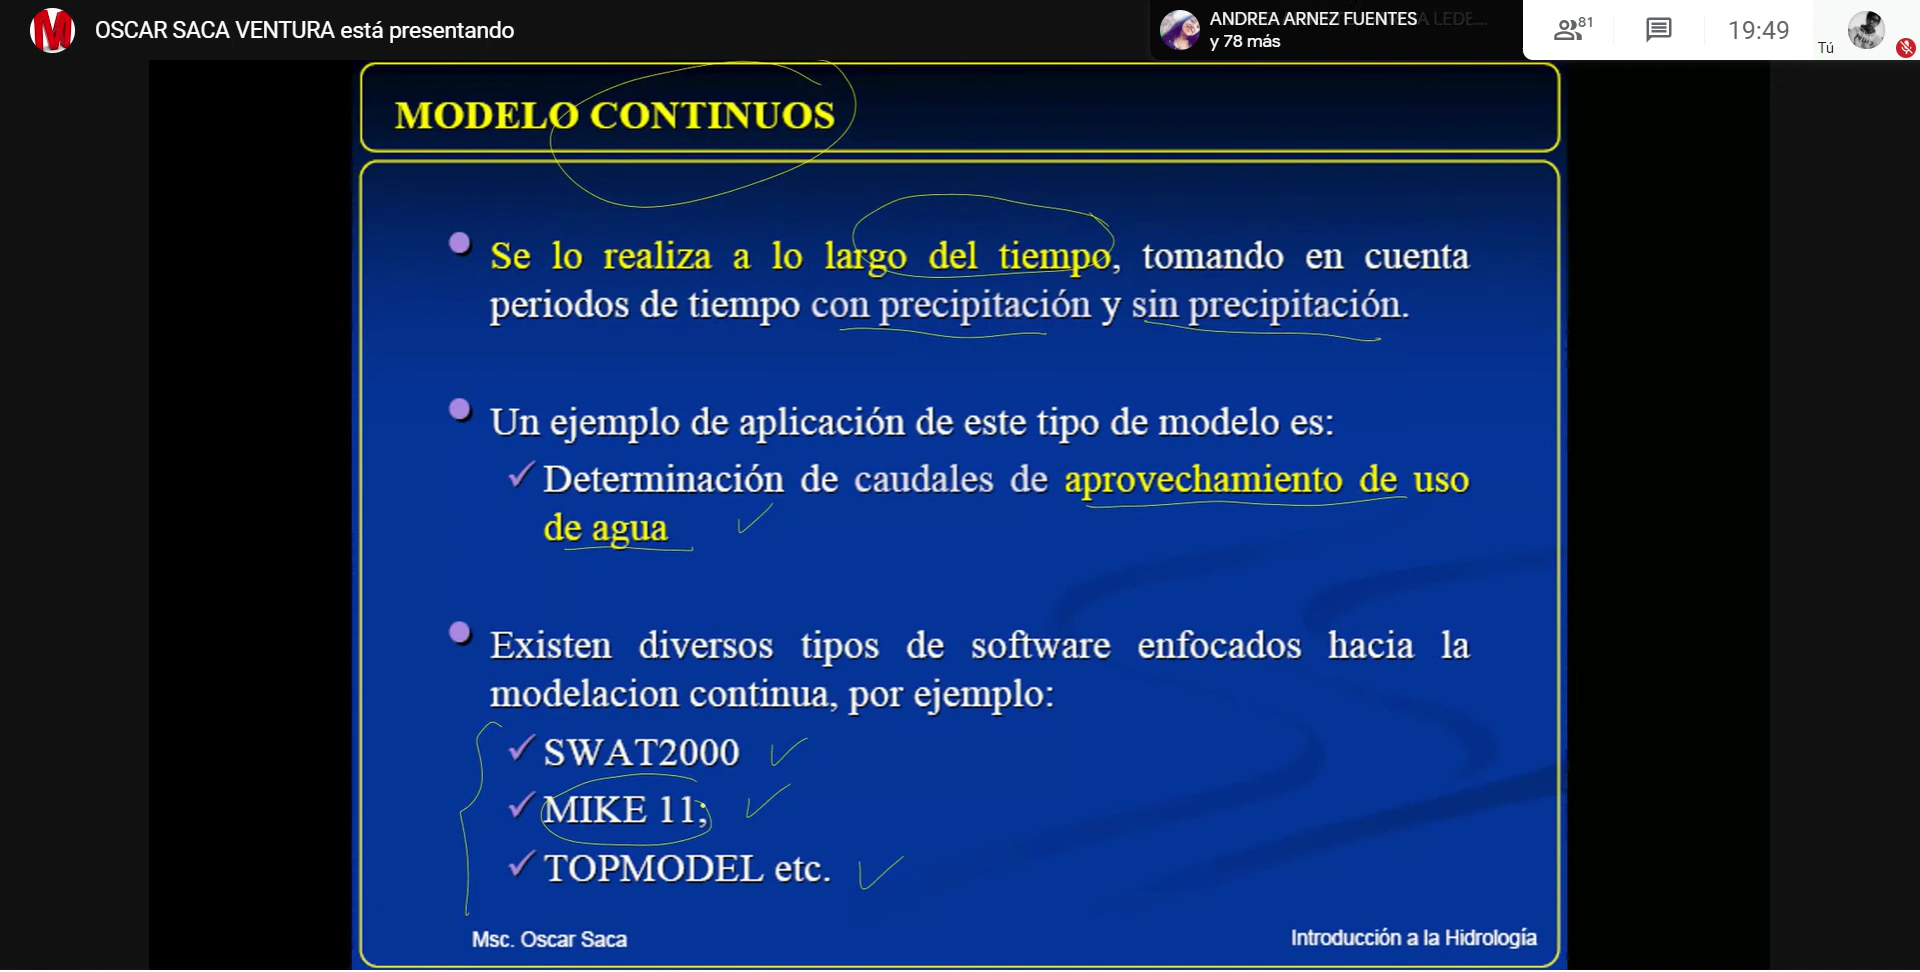 OSCAR SACA VENTURA está presentando
ANDREA ARNEZ FUENTES
y 78 más
81
19:49
Tú
MODELO CONTINUOS
Se lo realiza a lo largo del tiempo, tomando en cuenta
periodos de tiempo con precipitación y sin precipitación.
Un ejemplo de aplicación de este tipo de modelo es:
Determinación de caudales de aprovechamiento de uso
de agua
Existen diversos tipos de software enfocados hacia la
modelacion continua, por ejemplo:
SWAT2000
MIKE 11;
TOPMODEL etc.
Msc. Oscar Saca
Introducción a la Hidrología